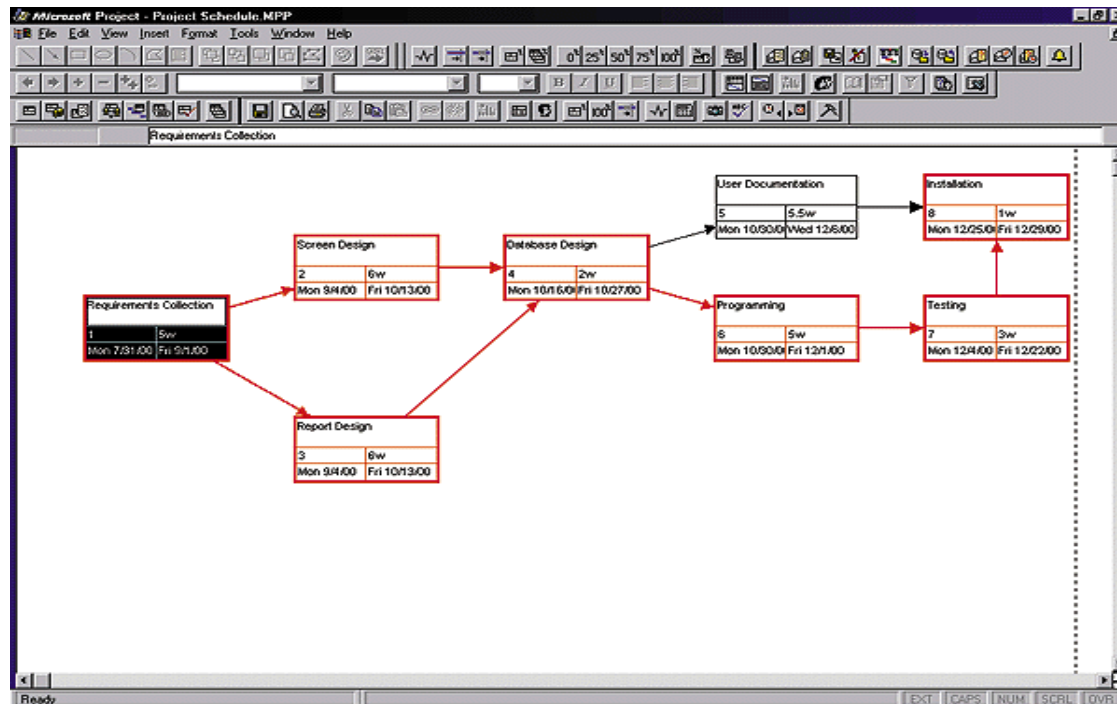 Microsoft Project - Project Schedule.MPP
File Edit View Insert Format Tools Window Help
0% 25% 50% 75% 100%
B I U
100%
Requirements Collection
User Documentation
5 5.5w
Mon 10/30/0 Wed 12/6/00
Installation
8 1w
Mon 12/25/0 Fri 12/29/00
Screen Design
2 6w
Mon 9/4/00 Fri 10/13/00
Database Design
4 2w
Mon 10/16/0 Fri 10/27/00
Requirements Collection
1 5w
Mon 7/31/00 Fri 9/1/00
Programming
6 5w
Mon 10/30/0 Fri 12/1/00
Testing
7 3w
Mon 12/4/00 Fri 12/22/00
Report Design
3 6w
Mon 9/4/00 Fri 10/13/00
Ready
EXT CAPS NUM SCRL OVR